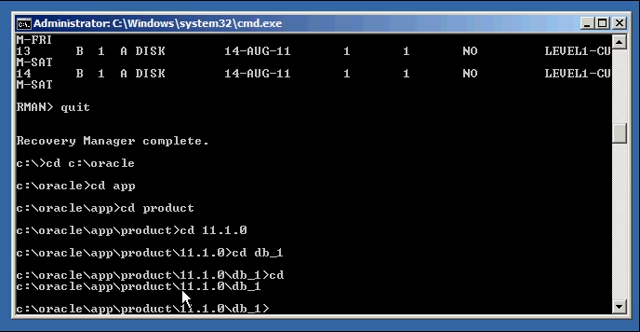 Administrator: C:\Windows\system32\cmd.exe
M-FRI
13 B 1 A DISK 14-AUG-11 1 1 NO LEVEL1-CU
M-SAT
14 B 1 A DISK 14-AUG-11 1 1 NO LEVEL1-CU
M-SAT
RMAN> quit
Recovery Manager complete.
c:\>cd c:\oracle
c:\oracle>cd app
c:\oracle\app>cd product
c:\oracle\app\product>cd 11.1.0
c:\oracle\app\product\11.1.0>cd db_1
c:\oracle\app\product\11.1.0\db_1>cd
c:\oracle\app\product\11.1.0\db_1
c:\oracle\app\product\11.1.0\db_1>